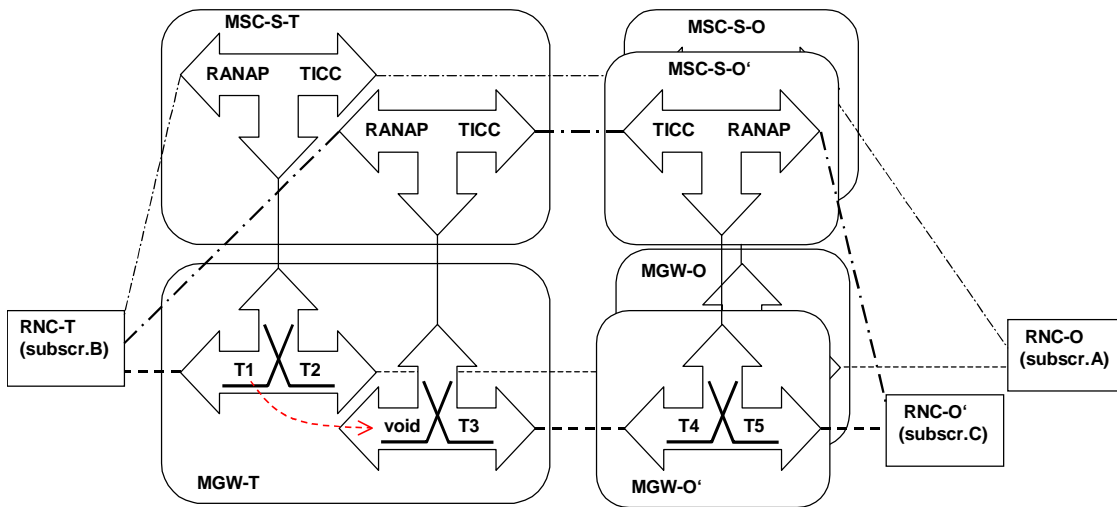 MSC-S-T
MSC-S-O
MSC-S-O‘
RANAP TICC
RANAP TICC
TICC RANAP
MGW-O
RNC-T
(subscr.B)
RNC-O
(subscr.A)
T1 T2
void T3
T4 T5
RNC-O‘
(subscr.C)
MGW-T
MGW-O‘